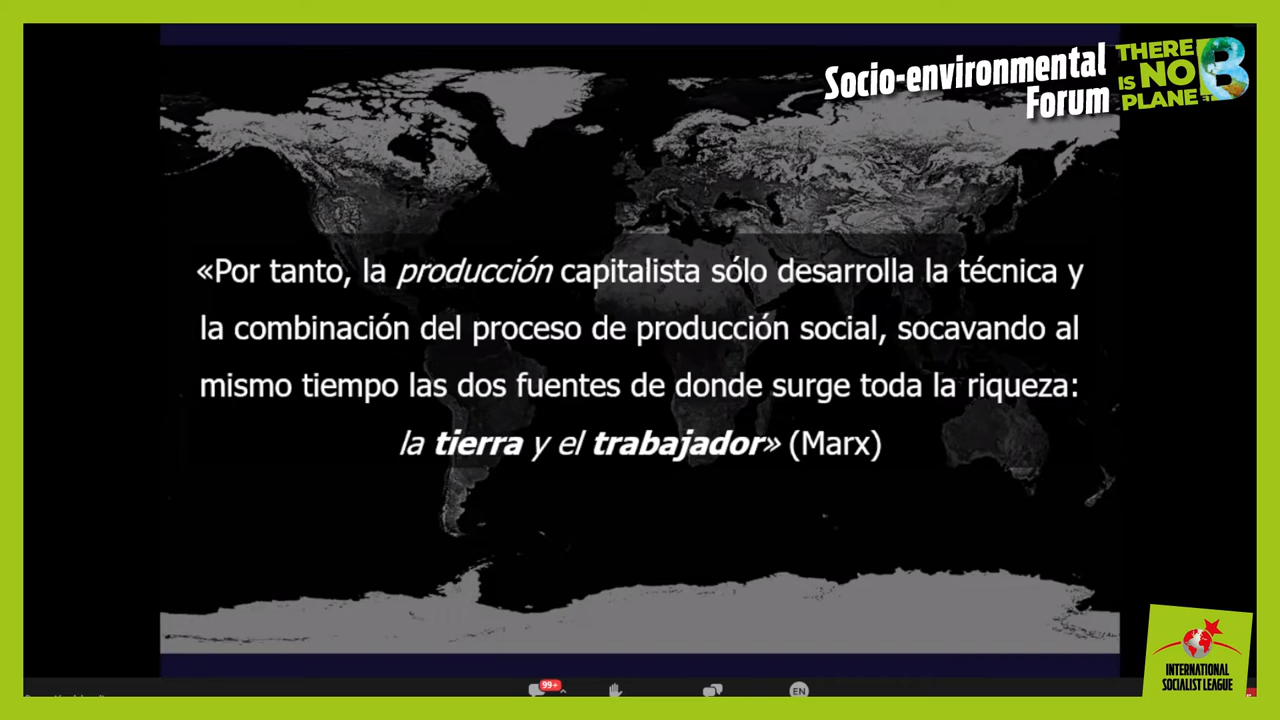 Socio-environmental
Forum
THERE
IS NO
PLANET
B
«Por tanto, la producción capitalista sólo desarrolla la técnica y
la combinación del proceso de producción social, socavando al
mismo tiempo las dos fuentes de donde surge toda la riqueza:
la tierra y el trabajador» (Marx)
INTERNATIONAL
SOCIALIST LEAGUE
99+
EN